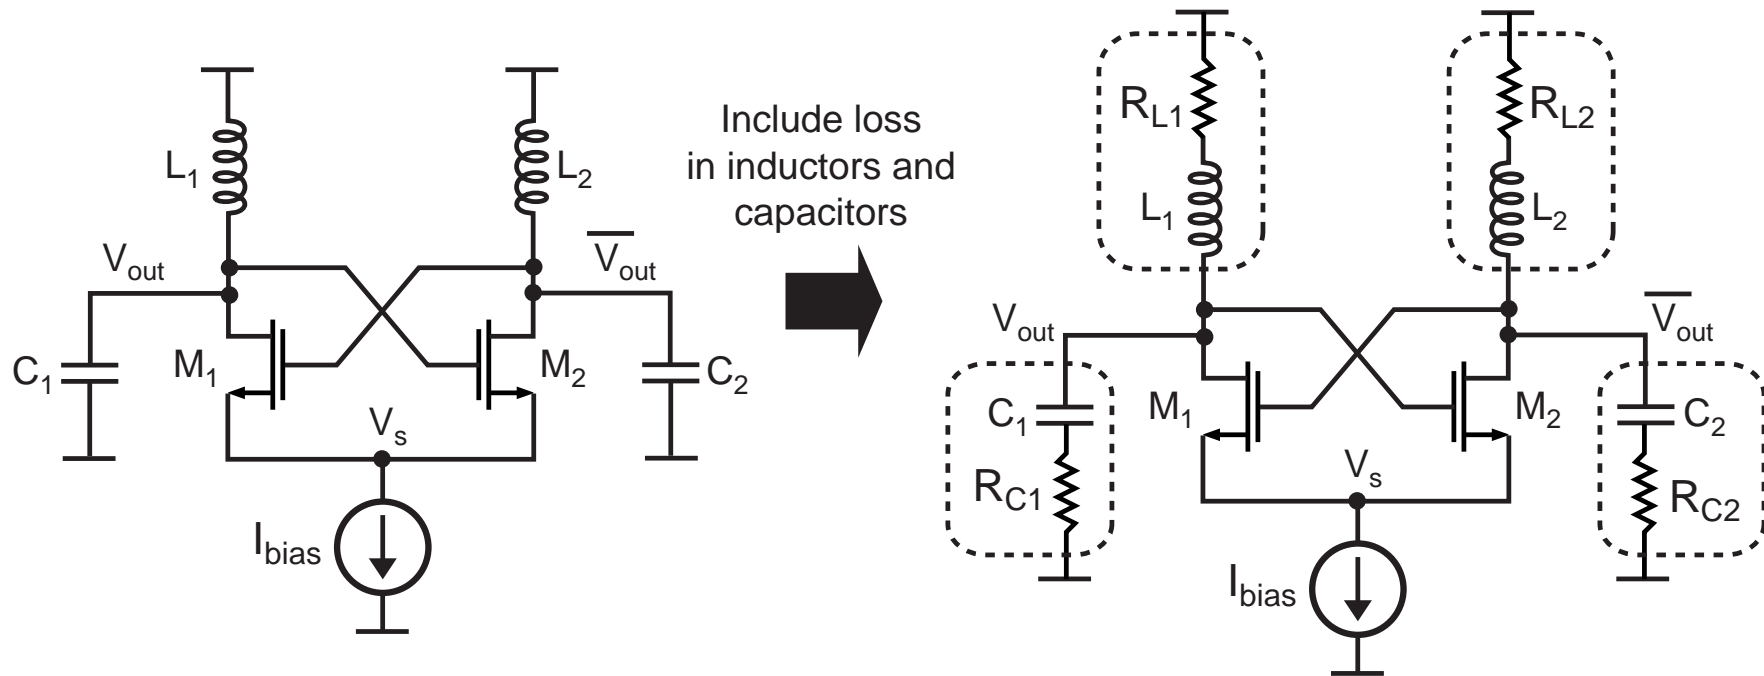 L1
L2
Vout
Vout
C1
M1
M2
C2
Vs
Ibias
Include loss
in inductors and
capacitors
RL1
RL2
L1
L2
Vout
Vout
C1
M1
M2
C2
RC1
Vs
RC2
Ibias